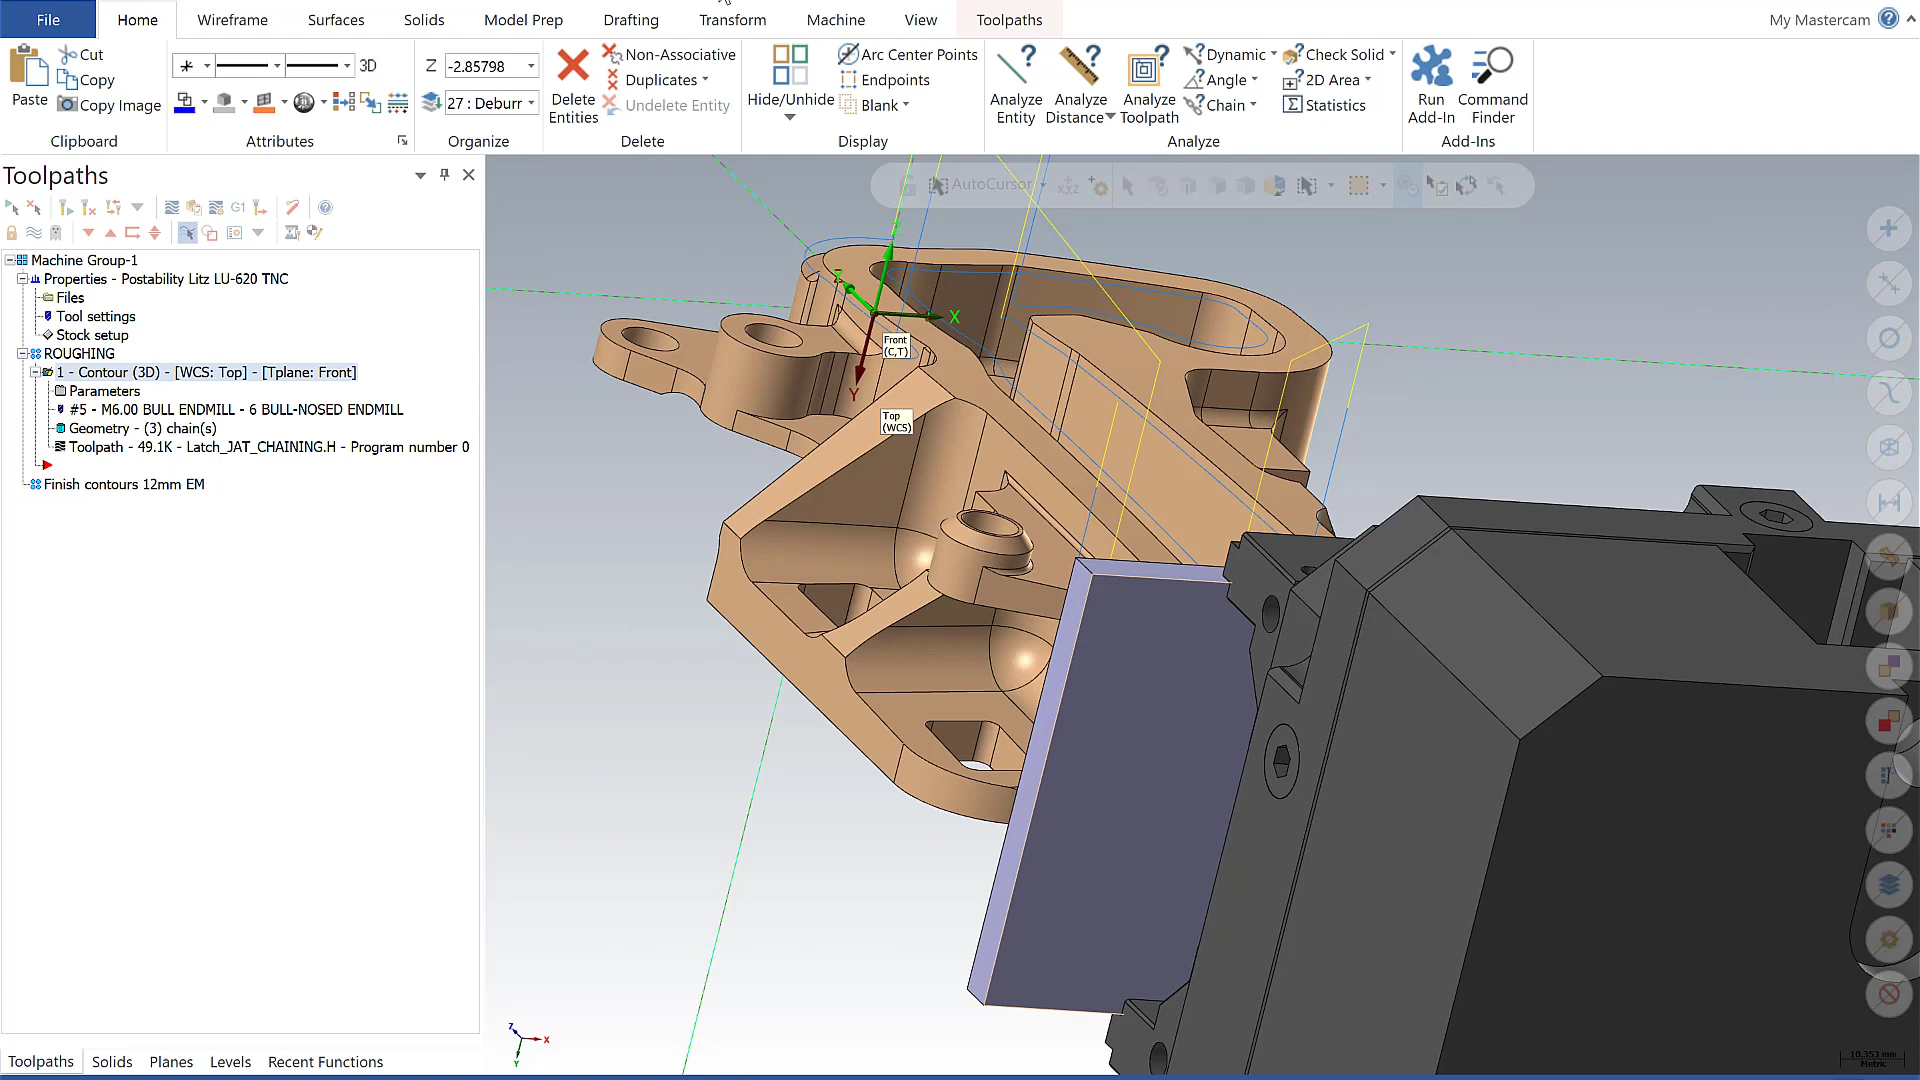 File Home Wireframe Surfaces Solids Model Prep Drafting Transform Machine View Toolpaths My Mastercam
Paste
Cut
Copy
Copy Image
Clipboard
3D
Attributes
Z -2.85798
27 : Deburr
Organize
Delete Entities
Non-Associative
Duplicates
Undelete Entity
Delete
Hide/Unhide
Arc Center Points
Endpoints
Blank
Display
Analyze Entity
Analyze Distance
Analyze Toolpath
Dynamic
Angle
Chain
Check Solid
2D Area
Statistics
Analyze
Run Add-In
Command Finder
Add-Ins
Toolpaths
G1
Machine Group-1
Properties - Postability Litz LU-620 TNC
Files
Tool settings
Stock setup
ROUGHING
1 - Contour (3D) - [WCS: Top] - [Tplane: Front]
Parameters
#5 - M6.00 BULL ENDMILL - 6 BULL-NOSED ENDMILL
Geometry - (3) chain(s)
Toolpath - 49.1K - Latch_JAT_CHAINING.H - Program number 0
Finish contours 12mm EM
AutoCursor
xyz
X
Y
Front
(C,T)
Top
(WCS)
Z
X
Y
10.353 mm
Metric
Toolpaths Solids Planes Levels Recent Functions